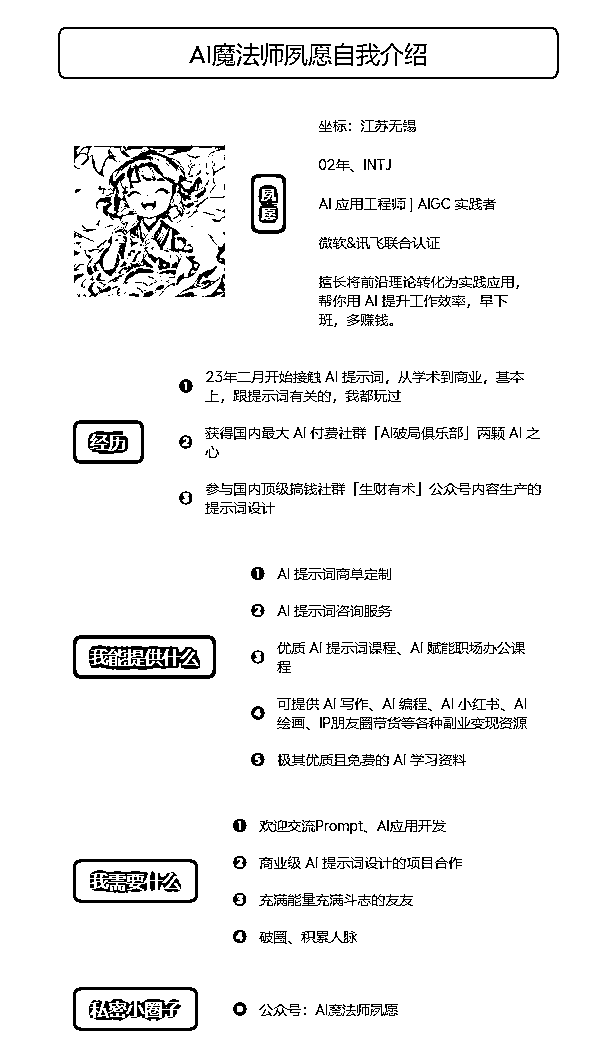 AI魔法师夙愿自我介绍
坐标：江苏无锡
02年、INTJ
夙愿
AI 应用工程师 | AIGC 实践者
微软&讯飞联合认证
擅长将前沿理论转化为实践应用，
帮你用 AI 提升工作效率，早下
班，多赚钱。
经历
❶ 23年二月开始接触 AI 提示词，从学术到商业，基本
上，跟提示词有关的，我都玩过
❷ 获得国内最大 AI 付费社群「AI破局俱乐部」两颗 AI 之
心
❸ 参与国内顶级搞钱社群「生财有术」公众号内容生产的
提示词设计
我能提供什么
❶ AI 提示词商单定制
❷ AI 提示词咨询服务
❸ 优质 AI 提示词课程、AI 赋能职场办公课
程
❹ 可提供 AI 写作、AI 编程、AI 小红书、AI
绘画、IP朋友圈带货等各种副业变现资源
❺ 极其优质且免费的 AI 学习资料
我需要什么
❶ 欢迎交流Prompt、AI应用开发
❷ 商业级 AI 提示词设计的项目合作
❸ 充满能量充满斗志的友友
❹ 破圈、积累人脉
私密小圈子
公众号：AI魔法师夙愿